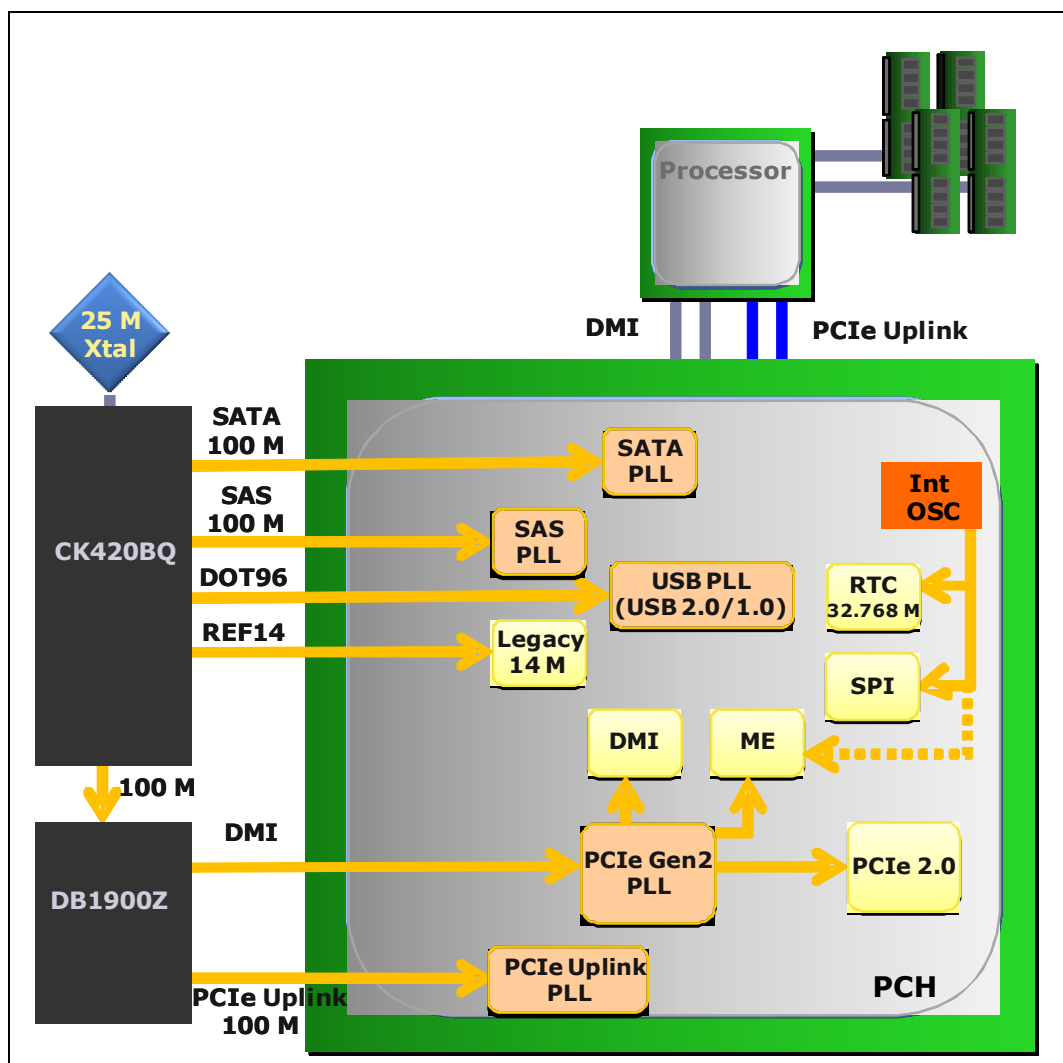 Processor
DMI
PCIe Uplink
25 M
Xtal
SATA
100 M
SATA
PLL
Int
OSC
SAS
100 M
SAS
PLL
CK420BQ
DOT96
USB PLL
(USB 2.0/1.0)
RTC
32.768 M
REF14
Legacy
14 M
SPI
DMI
ME
100 M
DMI
PCIe Gen2
PLL
PCIe 2.0
DB1900Z
PCIe Uplink
PLL
PCIe Uplink
100 M
PCH